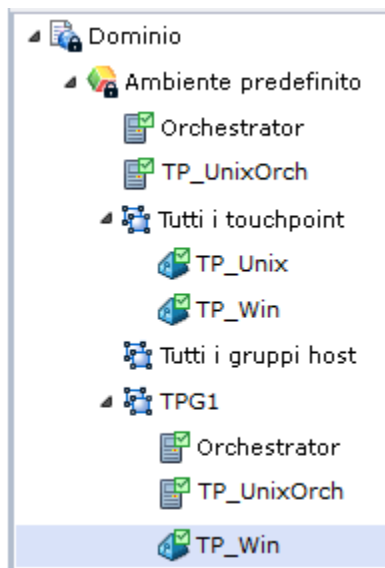 Dominio
Ambiente predefinito
Orchestrator
TP_UnixOrch
Tutti i touchpoint
TP_Unix
TP_Win
Tutti i gruppi host
TPG1
Orchestrator
TP_UnixOrch
TP_Win